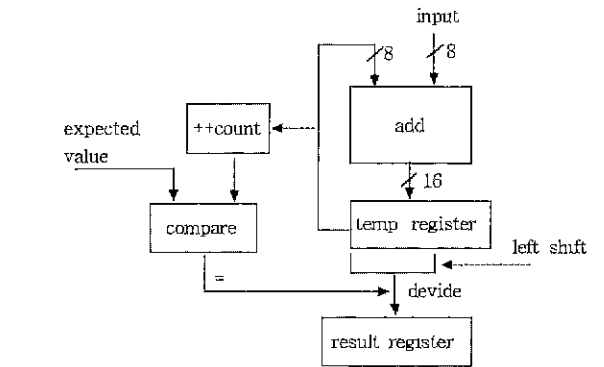 input
8
8
++count
add
expected
value
16
compare
temp register
left shift
=
devide
result register